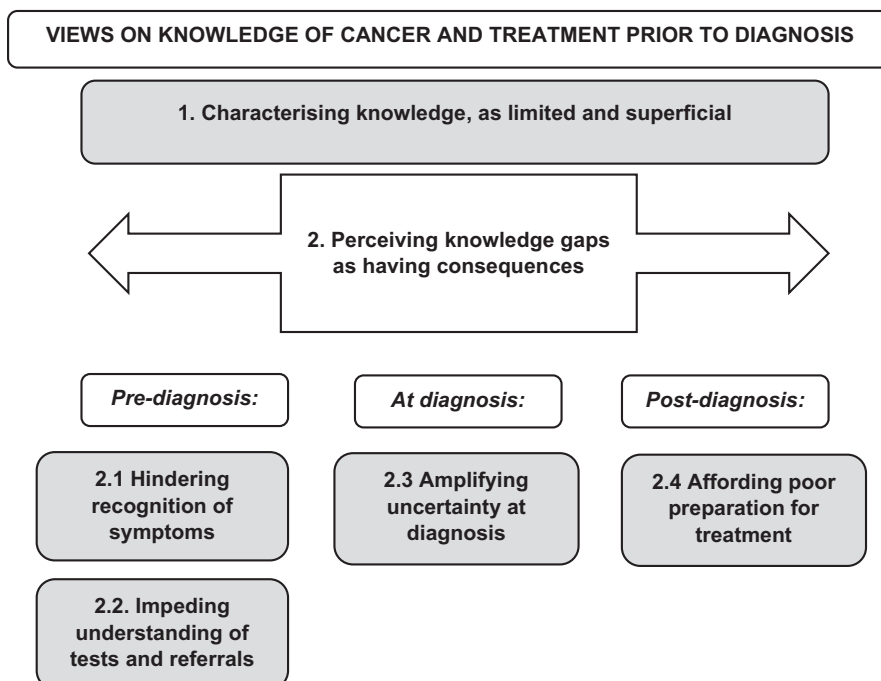 VIEWS ON KNOWLEDGE OF CANCER AND TREATMENT PRIOR TO DIAGNOSIS
1. Characterising knowledge, as limited and superficial
2. Perceiving knowledge gaps
as having consequences
Pre-diagnosis:
At diagnosis:
Post-diagnosis:
2.1 Hindering
recognition of
symptoms
2.3 Amplifying
uncertainty at
diagnosis
2.4 Affording poor
preparation for
treatment
2.2. Impeding
understanding of
tests and referrals